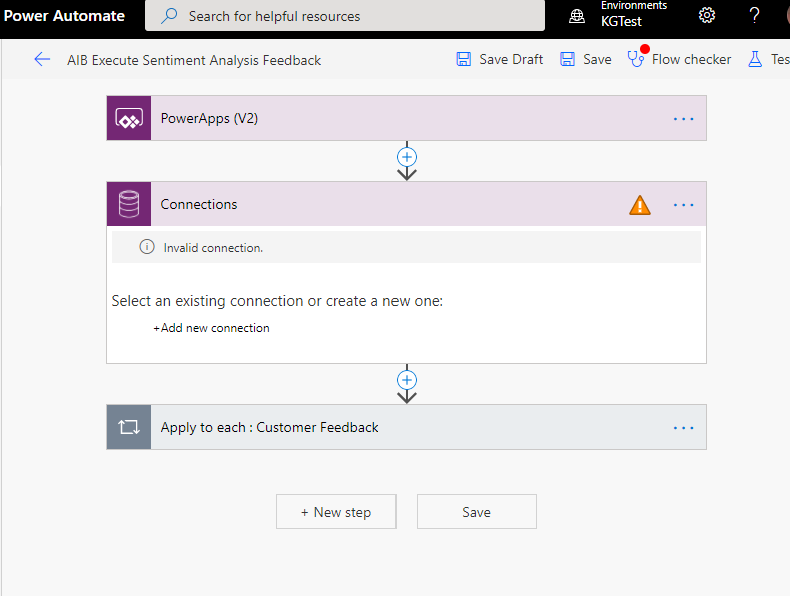 Power Automate
Search for helpful resources
Environments
KGTest
?
AIB Execute Sentiment Analysis Feedback
Save Draft
Save
Flow checker
Tes
PowerApps (V2)
Connections
Invalid connection.
Select an existing connection or create a new one:
+Add new connection
Apply to each : Customer Feedback
+ New step
Save